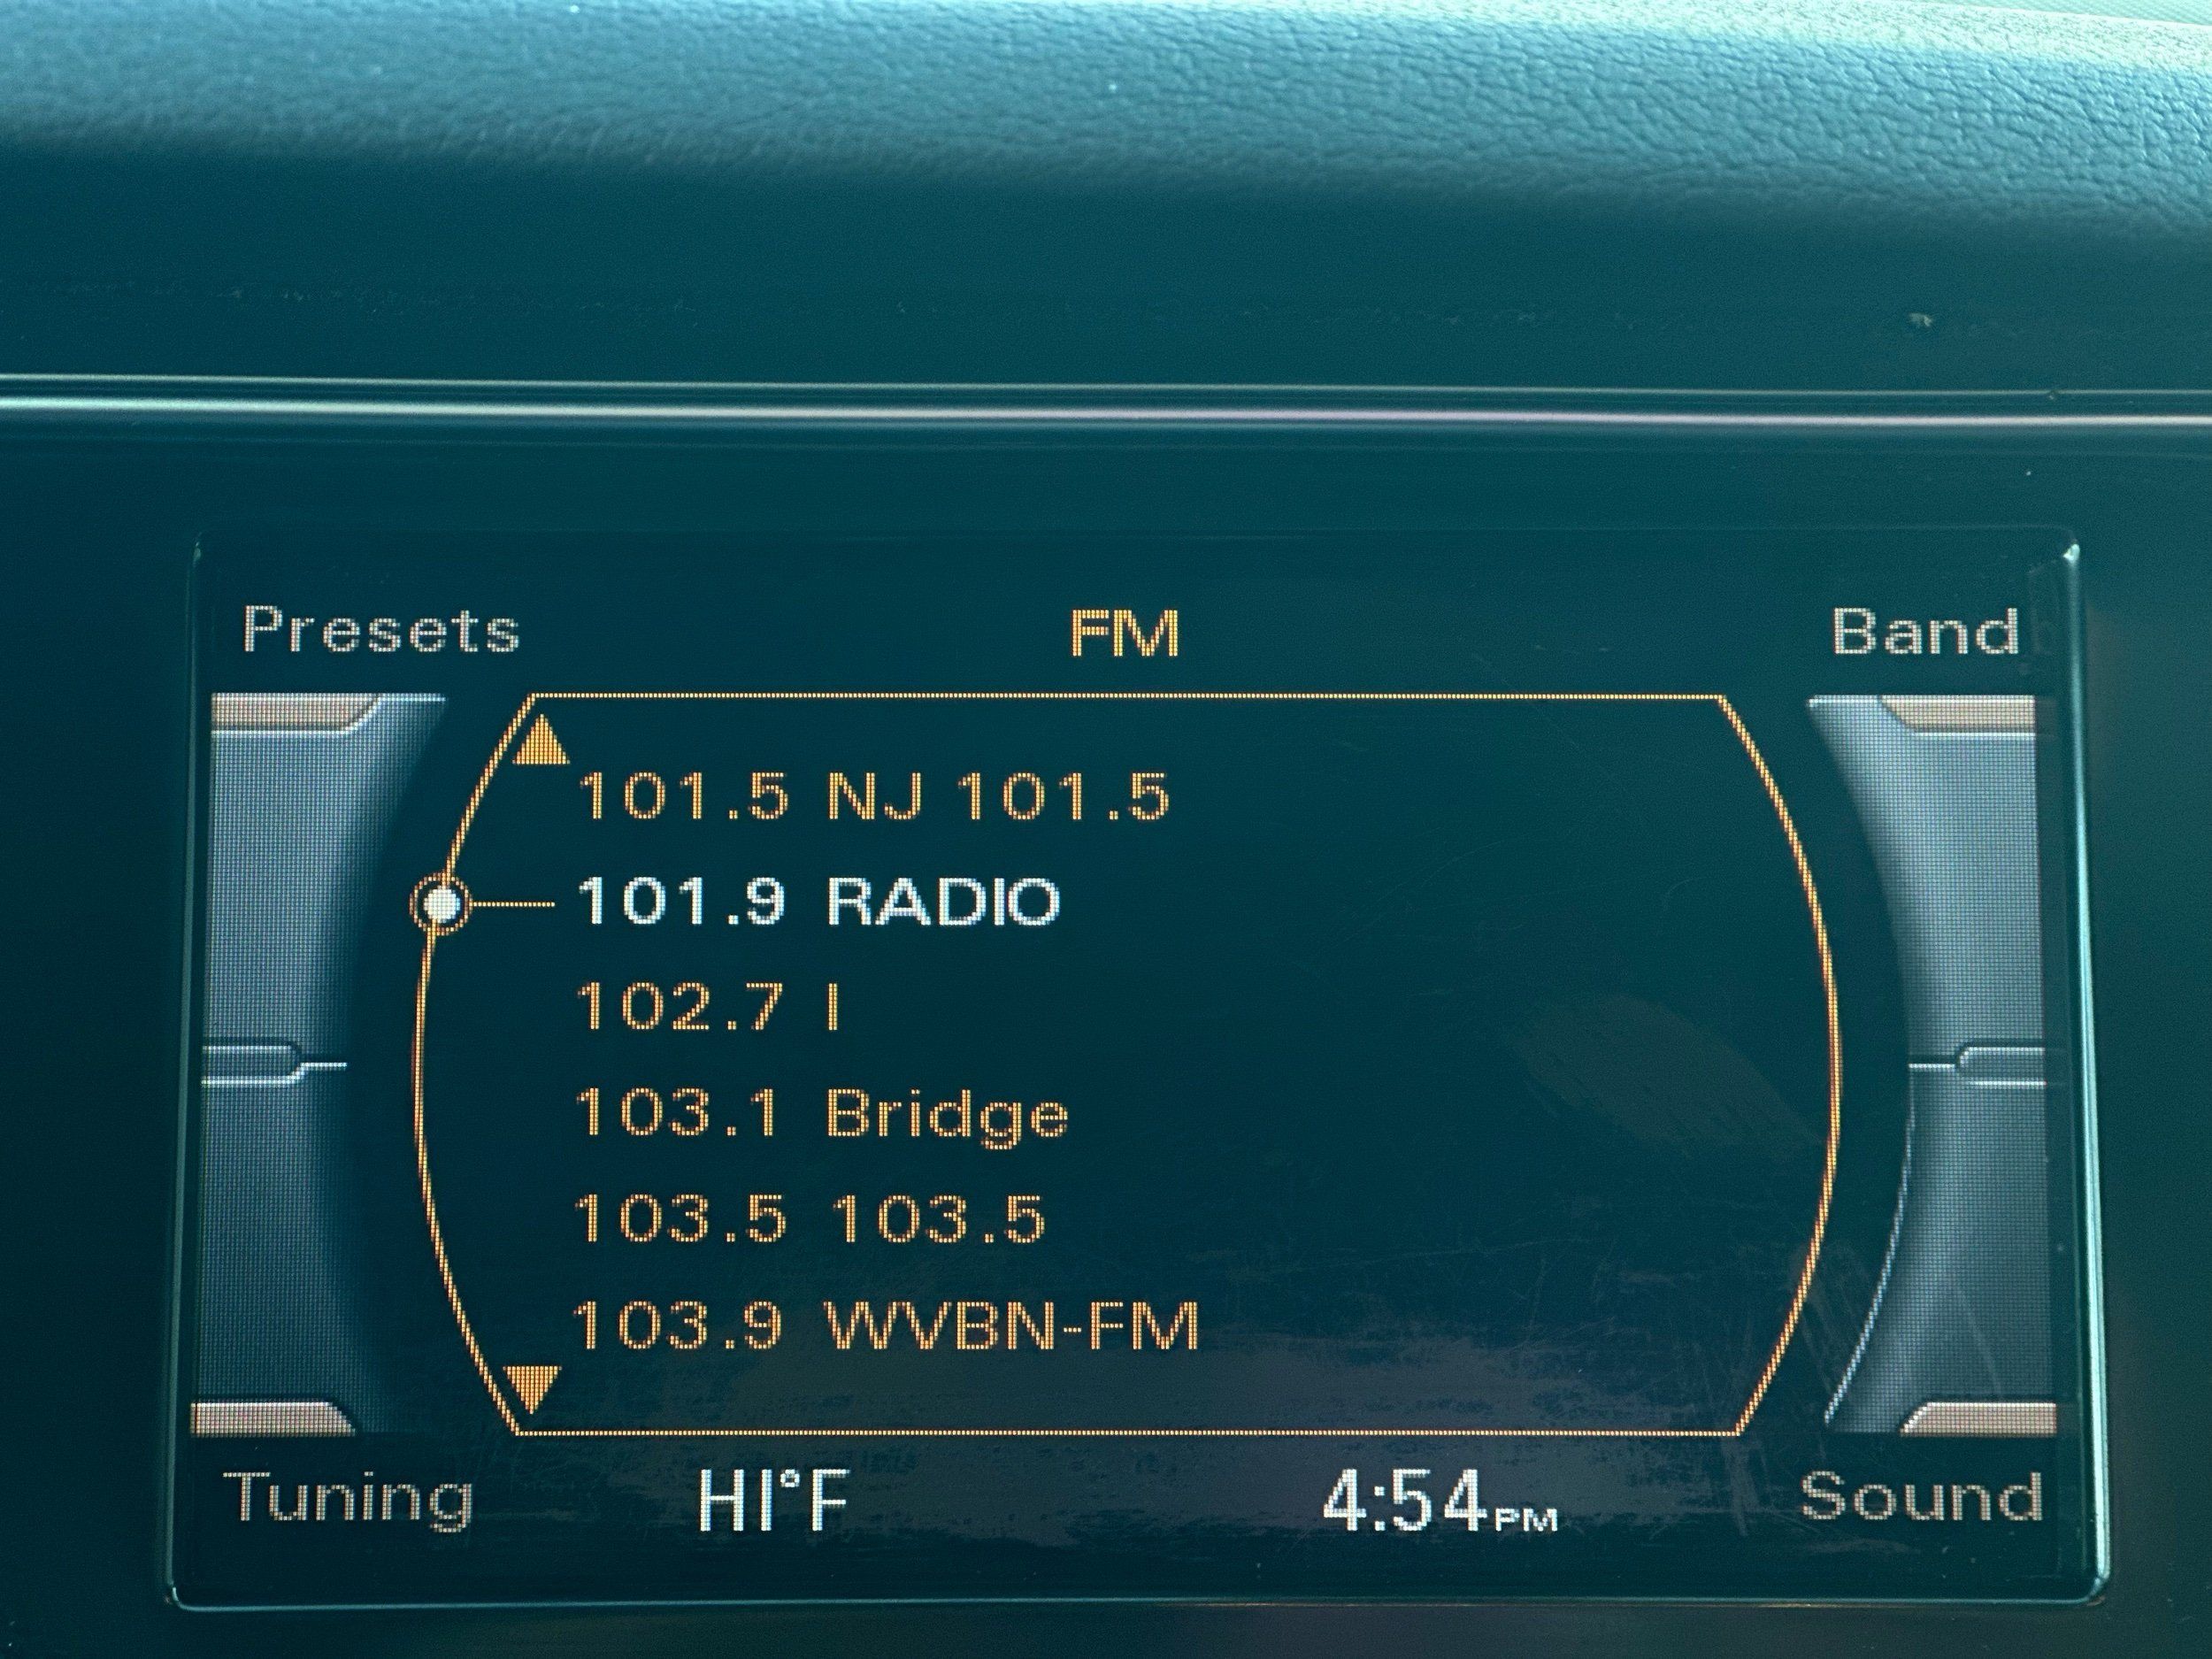 Presets FM Band
101.5 NJ 101.5
101.9 RADIO
102.7 I
103.1 Bridge
103.5 103.5
103.9 WVBN-FM
Tuning HI°F 4:54PM Sound